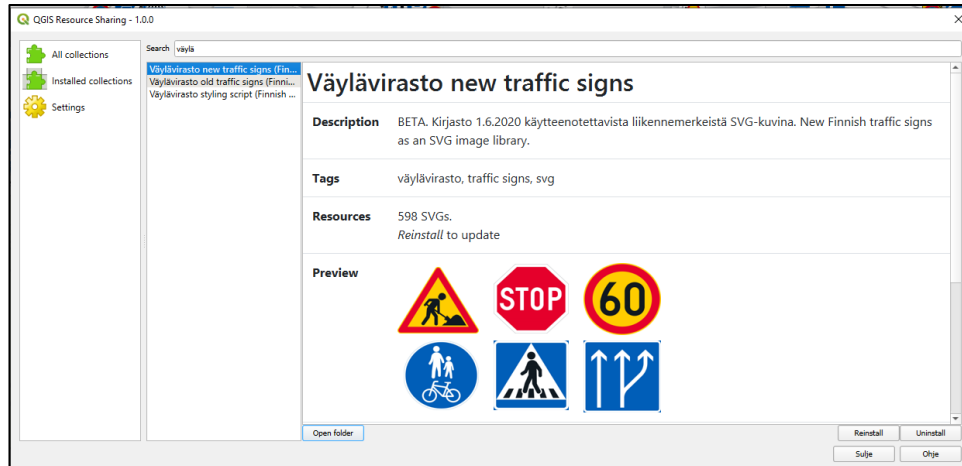 QGIS Resource Sharing - 1.0.0
All collections
Installed collections
Settings
Search väylä
Väylävirasto new traffic signs (Fin...
Väylävirasto old traffic signs (Finni...
Väylävirasto styling script (Finnish ...
Väylävirasto new traffic signs
Description BETA. Kirjasto 1.6.2020 käytteenotettavista liikennemerkeistä SVG-kuvina. New Finnish traffic signs
as an SVG image library.
Tags väylävirasto, traffic signs, svg
Resources 598 SVGs.
Reinstall to update
Preview
STOP 60
Open folder Reinstall Uninstall
Sulje Ohje